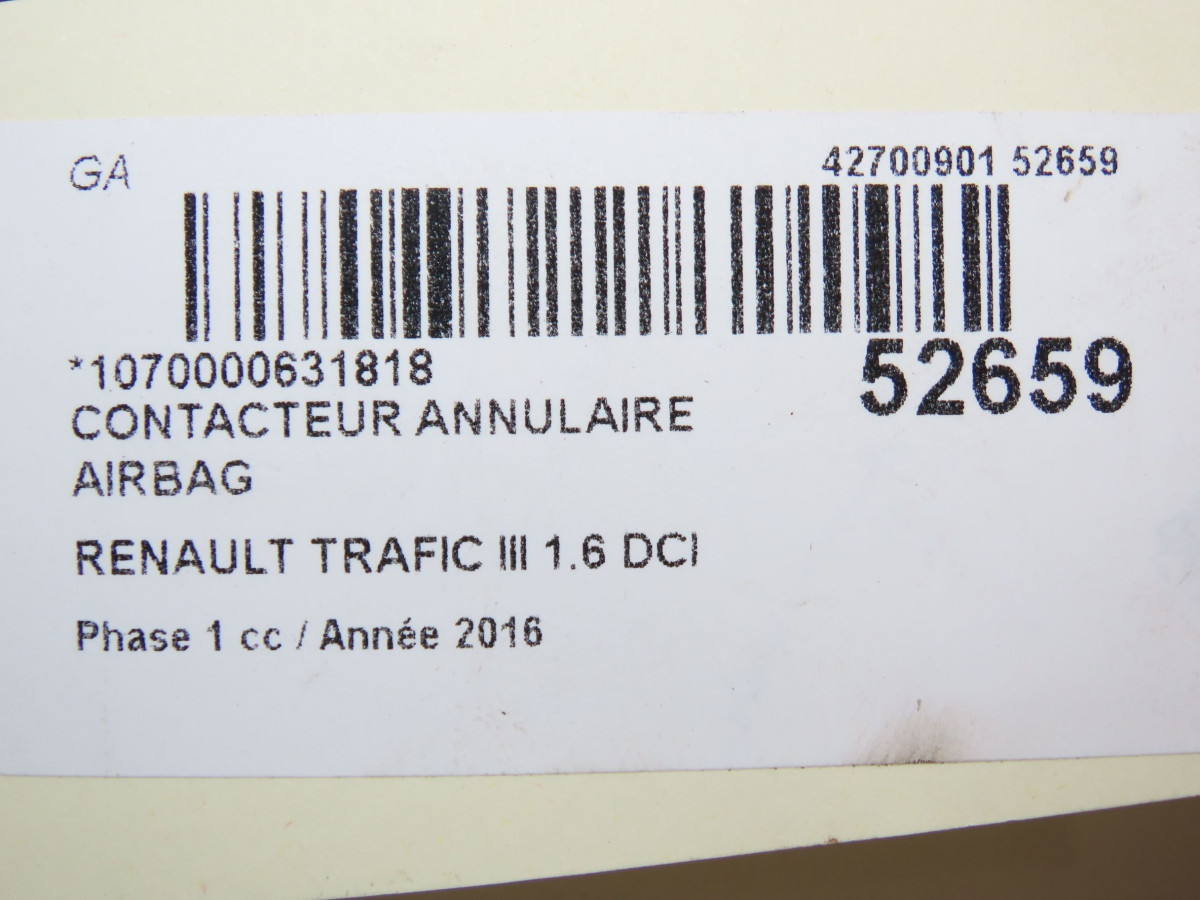 GA
42700901 52659
*1070000631818
52659
CONTACTEUR ANNULAIRE
AIRBAG
RENAULT TRAFIC III 1.6 DCI
Phase 1 cc / Année 2016